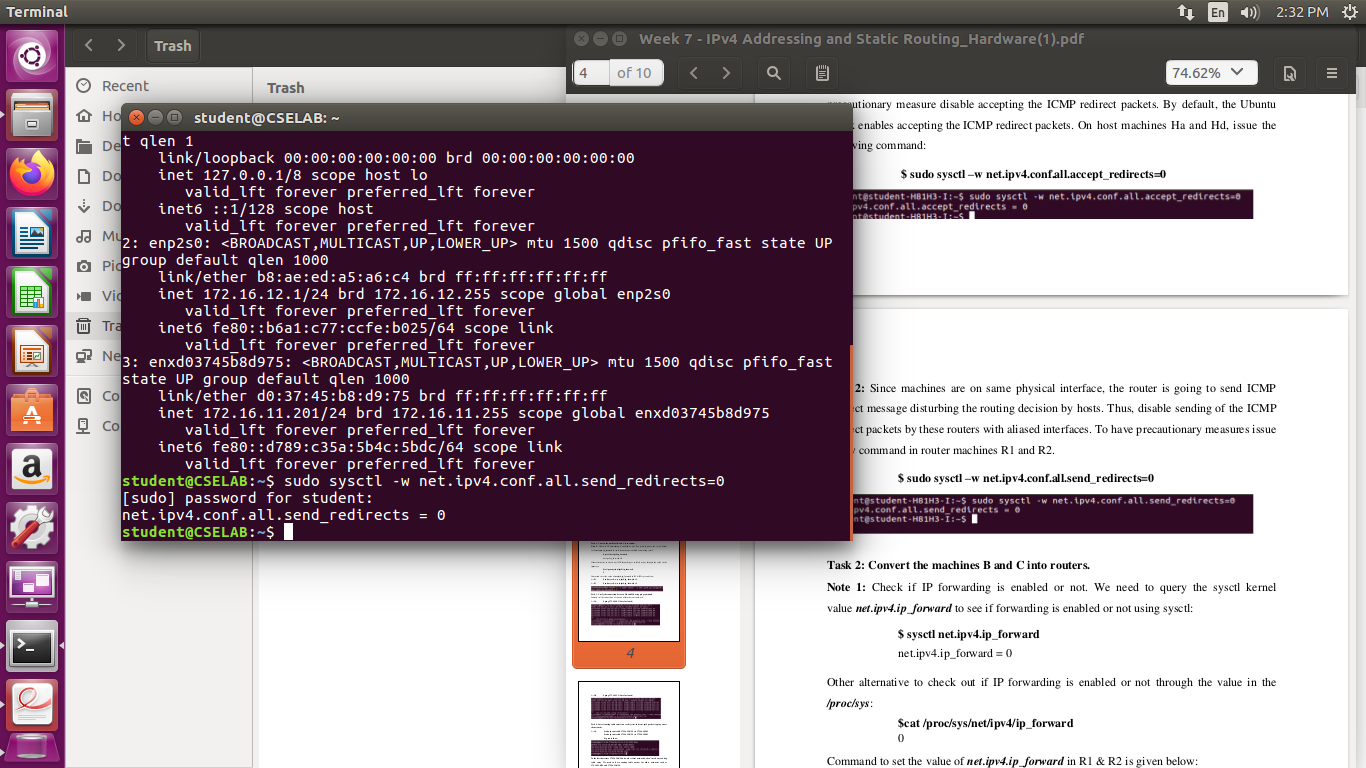 Terminal
En
2:32 PM
Trash
Recent
Ho
De
Do
Do
Mu
Pic
Vid
Tra
Ne
Co
Co
Trash
Week 7 - IPv4 Addressing and Static Routing_Hardware(1).pdf
4 of 10
74.62%
student@CSELAB: ~
t qlen 1
link/loopback 00:00:00:00:00:00 brd 00:00:00:00:00:00
inet 127.0.0.1/8 scope host lo
valid_lft forever preferred_lft forever
inet6 ::1/128 scope host
valid_lft forever preferred_lft forever
2: enp2s0: <BROADCAST,MULTICAST,UP,LOWER_UP> mtu 1500 qdisc pfifo_fast state UP
group default qlen 1000
link/ether b8:ae:ed:a5:a6:c4 brd ff:ff:ff:ff:ff:ff
inet 172.16.12.1/24 brd 172.16.12.255 scope global enp2s0
valid_lft forever preferred_lft forever
inet6 fe80::b6a1:c77:ccfe:b025/64 scope link
valid_lft forever preferred_lft forever
3: enxd03745b8d975: <BROADCAST,MULTICAST,UP,LOWER_UP> mtu 1500 qdisc pfifo_fast
state UP group default qlen 1000
link/ether d0:37:45:b8:d9:75 brd ff:ff:ff:ff:ff:ff
inet 172.16.11.201/24 brd 172.16.11.255 scope global enxd03745b8d975
valid_lft forever preferred_lft forever
inet6 fe80::d789:c35a:5b4c:5bdc/64 scope link
valid_lft forever preferred_lft forever
student@CSELAB:~$ sudo sysctl -w net.ipv4.conf.all.send_redirects=0
[sudo] password for student:
net.ipv4.conf.all.send_redirects = 0
student@CSELAB:~$
cautionary measure disable accepting the ICMP redirect packets. By default, the Ubuntu
enables accepting the ICMP redirect packets. On host machines Ha and Hd, issue the
ving command:
$ sudo sysctl –w net.ipv4.conf.all.accept_redirects=0
nt@student-H81H3-I:~$ sudo sysctl -w net.ipv4.conf.all.accept_redirects=0
pv4.conf.all.accept_redirects = 0
nt@student-H81H3-I:~$
2: Since machines are on same physical interface, the router is going to send ICMP
ct message disturbing the routing decision by hosts. Thus, disable sending of the ICMP
ct packets by these routers with aliased interfaces. To have precautionary measures issue
command in router machines R1 and R2.
$ sudo sysctl –w net.ipv4.conf.all.send_redirects=0
nt@student-H81H3-I:~$ sudo sysctl -w net.ipv4.conf.all.send_redirects=0
pv4.conf.all.send_redirects = 0
nt@student-H81H3-I:~$
Task 2: Convert the machines B and C into routers.
Note 1: Check if IP forwarding is enabled or not. We need to query the sysctl kernel
value net.ipv4.ip_forward to see if forwarding is enabled or not using sysctl:
$ sysctl net.ipv4.ip_forward
net.ipv4.ip_forward = 0
Other alternative to check out if IP forwarding is enabled or not through the value in the
/proc/sys:
$cat /proc/sys/net/ipv4/ip_forward
0
Command to set the value of net.ipv4.ip_forward in R1 & R2 is given below:
4